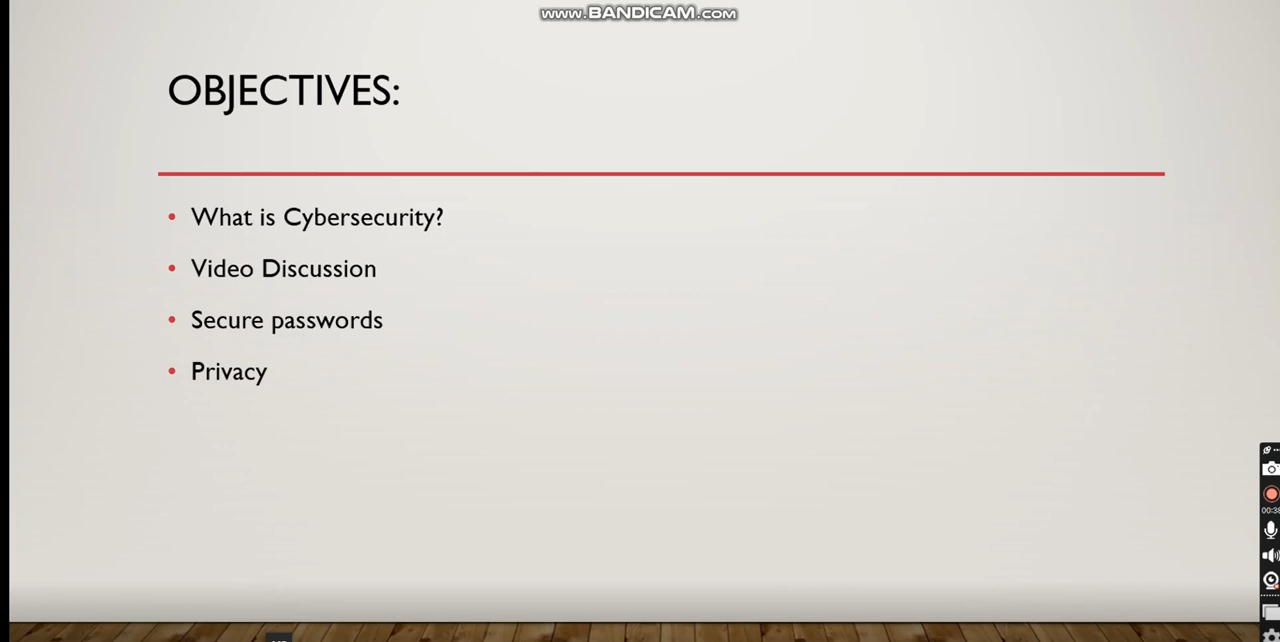 www.BANDICAM.com
OBJECTIVES:
• What is Cybersecurity?
• Video Discussion
• Secure passwords
• Privacy